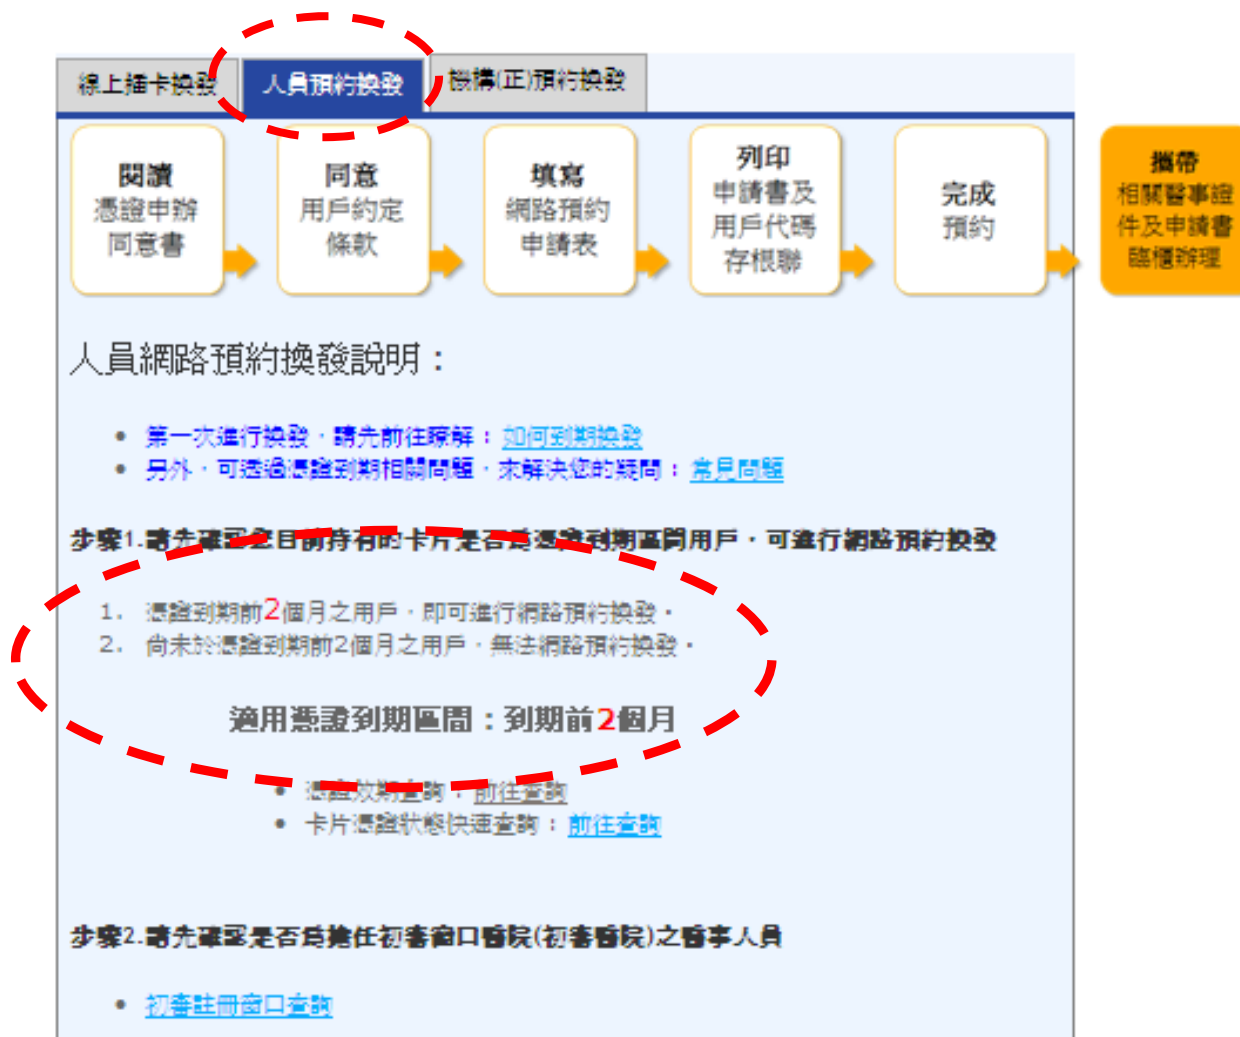 線上插卡換發 人員預約換發 機構(正)預約換發
閱讀
憑證申辦
同意書
同意
用戶約定
條款
填寫
網路預約
申請表
列印
申請書及
用戶代碼
存根聯
完成
預約
攜帶
相關醫事證
件及申請書
臨櫃辦理
人員網路預約換發說明：
• 第一次進行換發，請先前往瞭解：如何到期換發
• 另外，可透過憑證到期相關問題，來解決您的疑問：常見問題
步驟1.請先確認您目前持有的卡片是否為憑證到期區間用戶，可進行網路預約換發
1. 憑證到期前2個月之用戶，即可進行網路預約換發。
2. 尚未於憑證到期前2個月之用戶，無法網路預約換發。
適用憑證到期區間：到期前2個月
• 憑證效期查詢：前往查詢
• 卡片憑證狀態快速查詢：前往查詢
步驟2.請先確認是否為擔任初審窗口醫院(初審醫院)之醫事人員
• 初審註冊窗口查詢